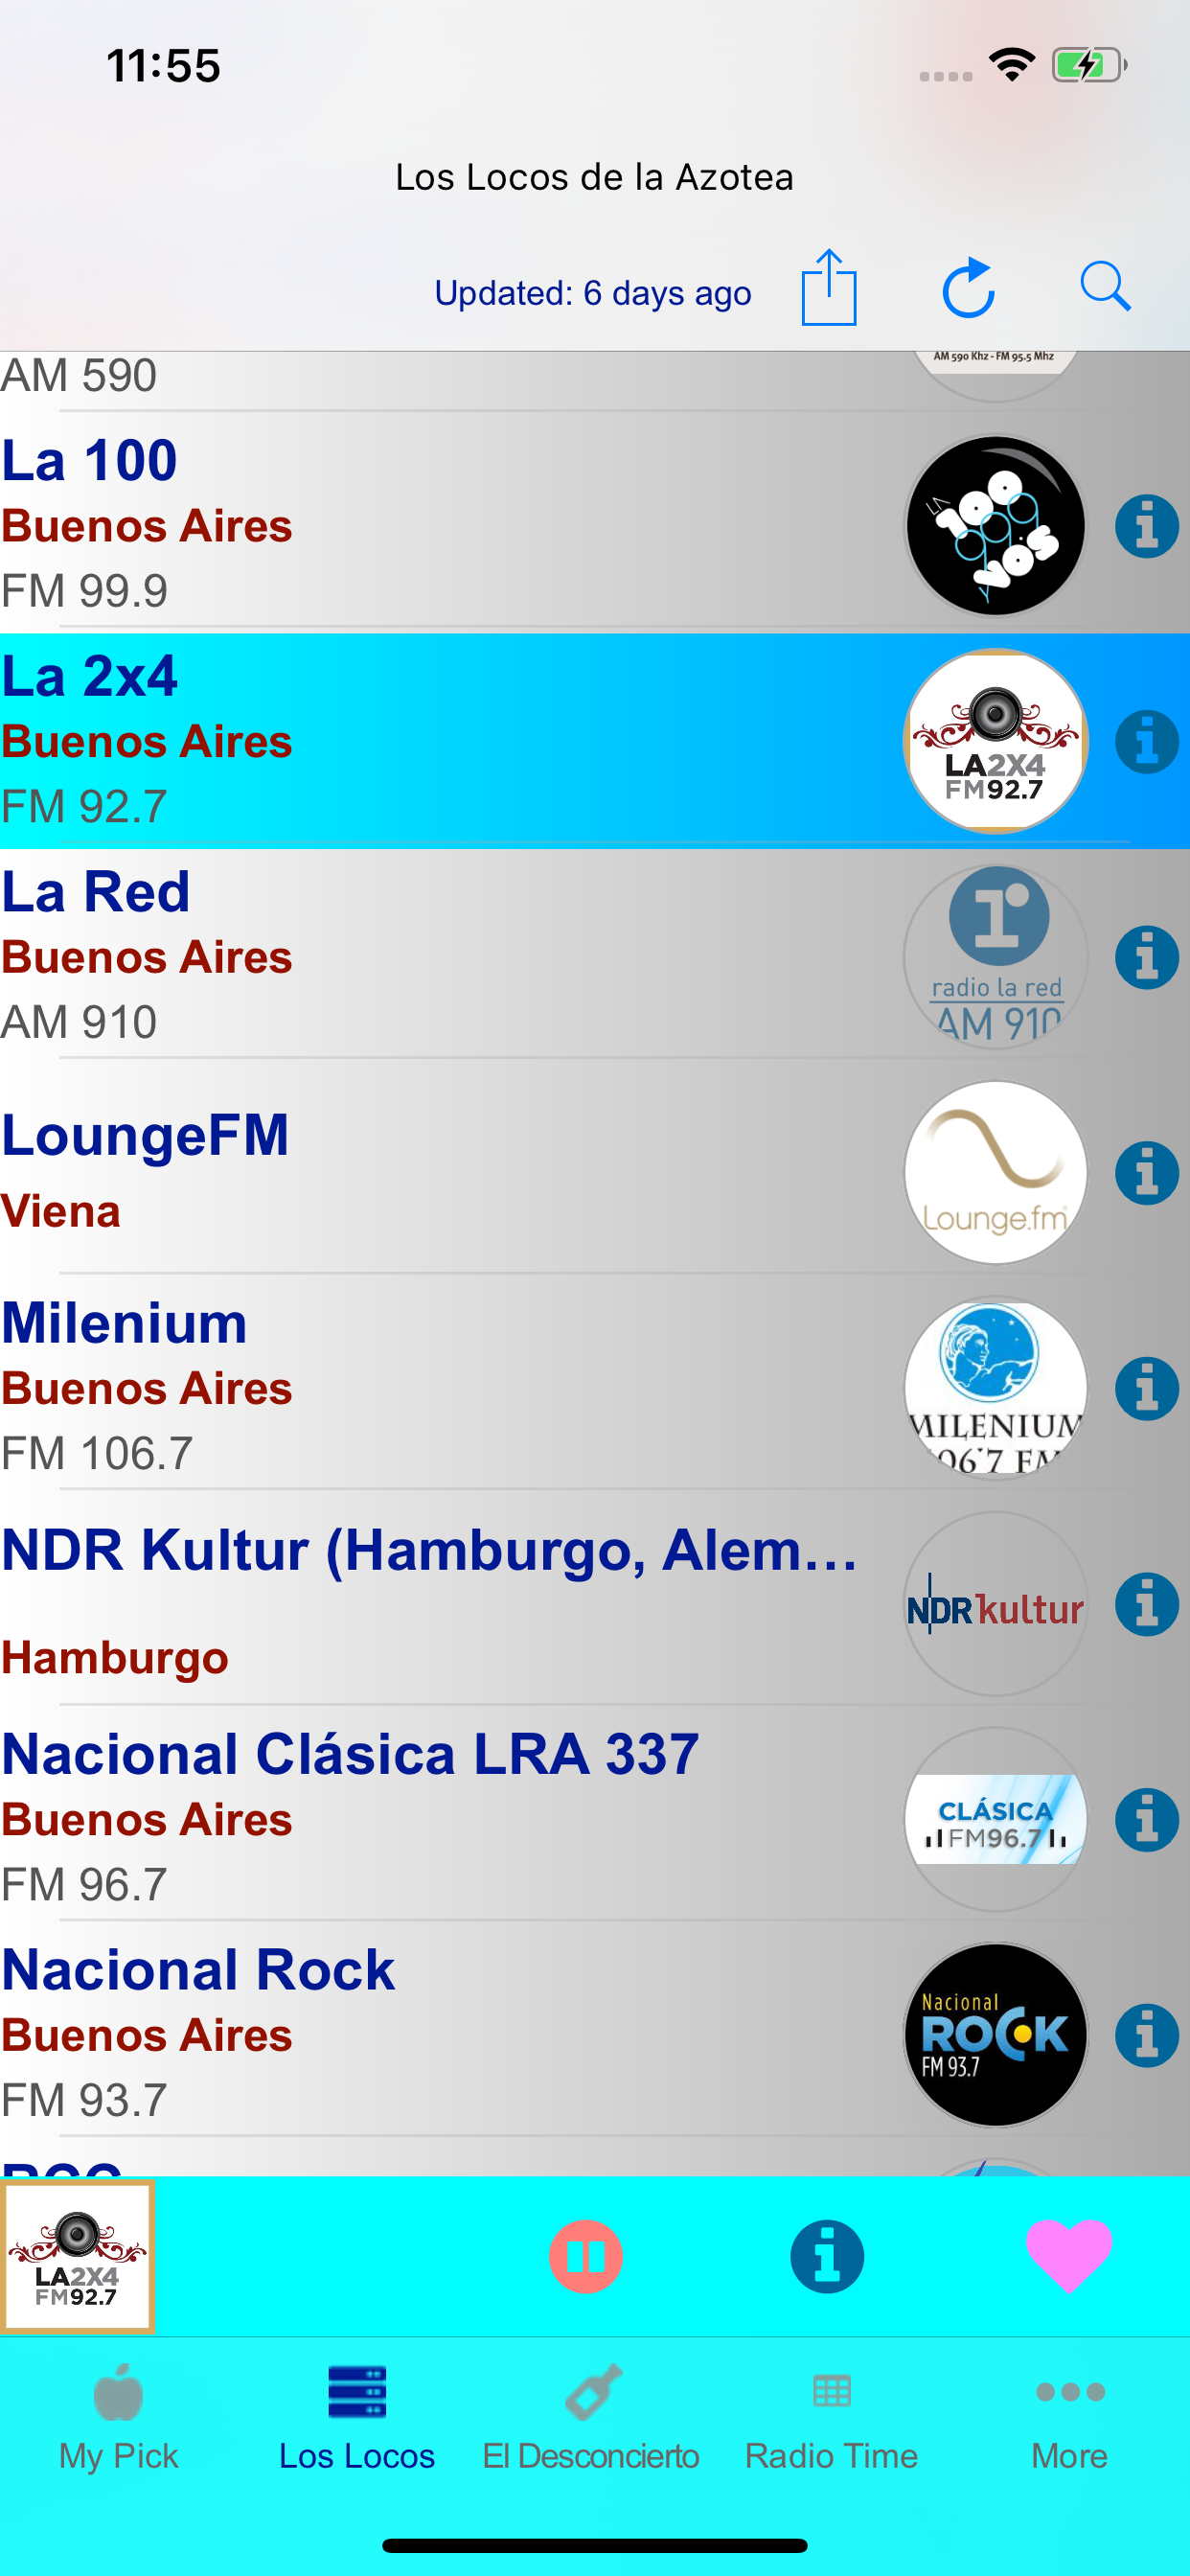 11:55
Los Locos de la Azotea
Updated: 6 days ago
AM 590
AM 590 Khz - FM 95.5 Mhz
La 100
Buenos Aires
FM 99.9
LA
100
99.9
Y
VOS.
La 2x4
Buenos Aires
FM 92.7
LA2X4
FM92.7
La Red
Buenos Aires
AM 910
radio la red
AM 910
LoungeFM
Viena
Lounge.fm
Milenium
Buenos Aires
FM 106.7
MILENIUM
106'7 FM
NDR Kultur (Hamburgo, Alem...
Hamburgo
NDR kultur
Nacional Clásica LRA 337
Buenos Aires
FM 96.7
CLÁSICA
FM96.7
Nacional Rock
Buenos Aires
FM 93.7
Nacional
ROCK
FM 93.7
LA2X4
FM92.7
My Pick
Los Locos
El Desconcierto
Radio Time
More